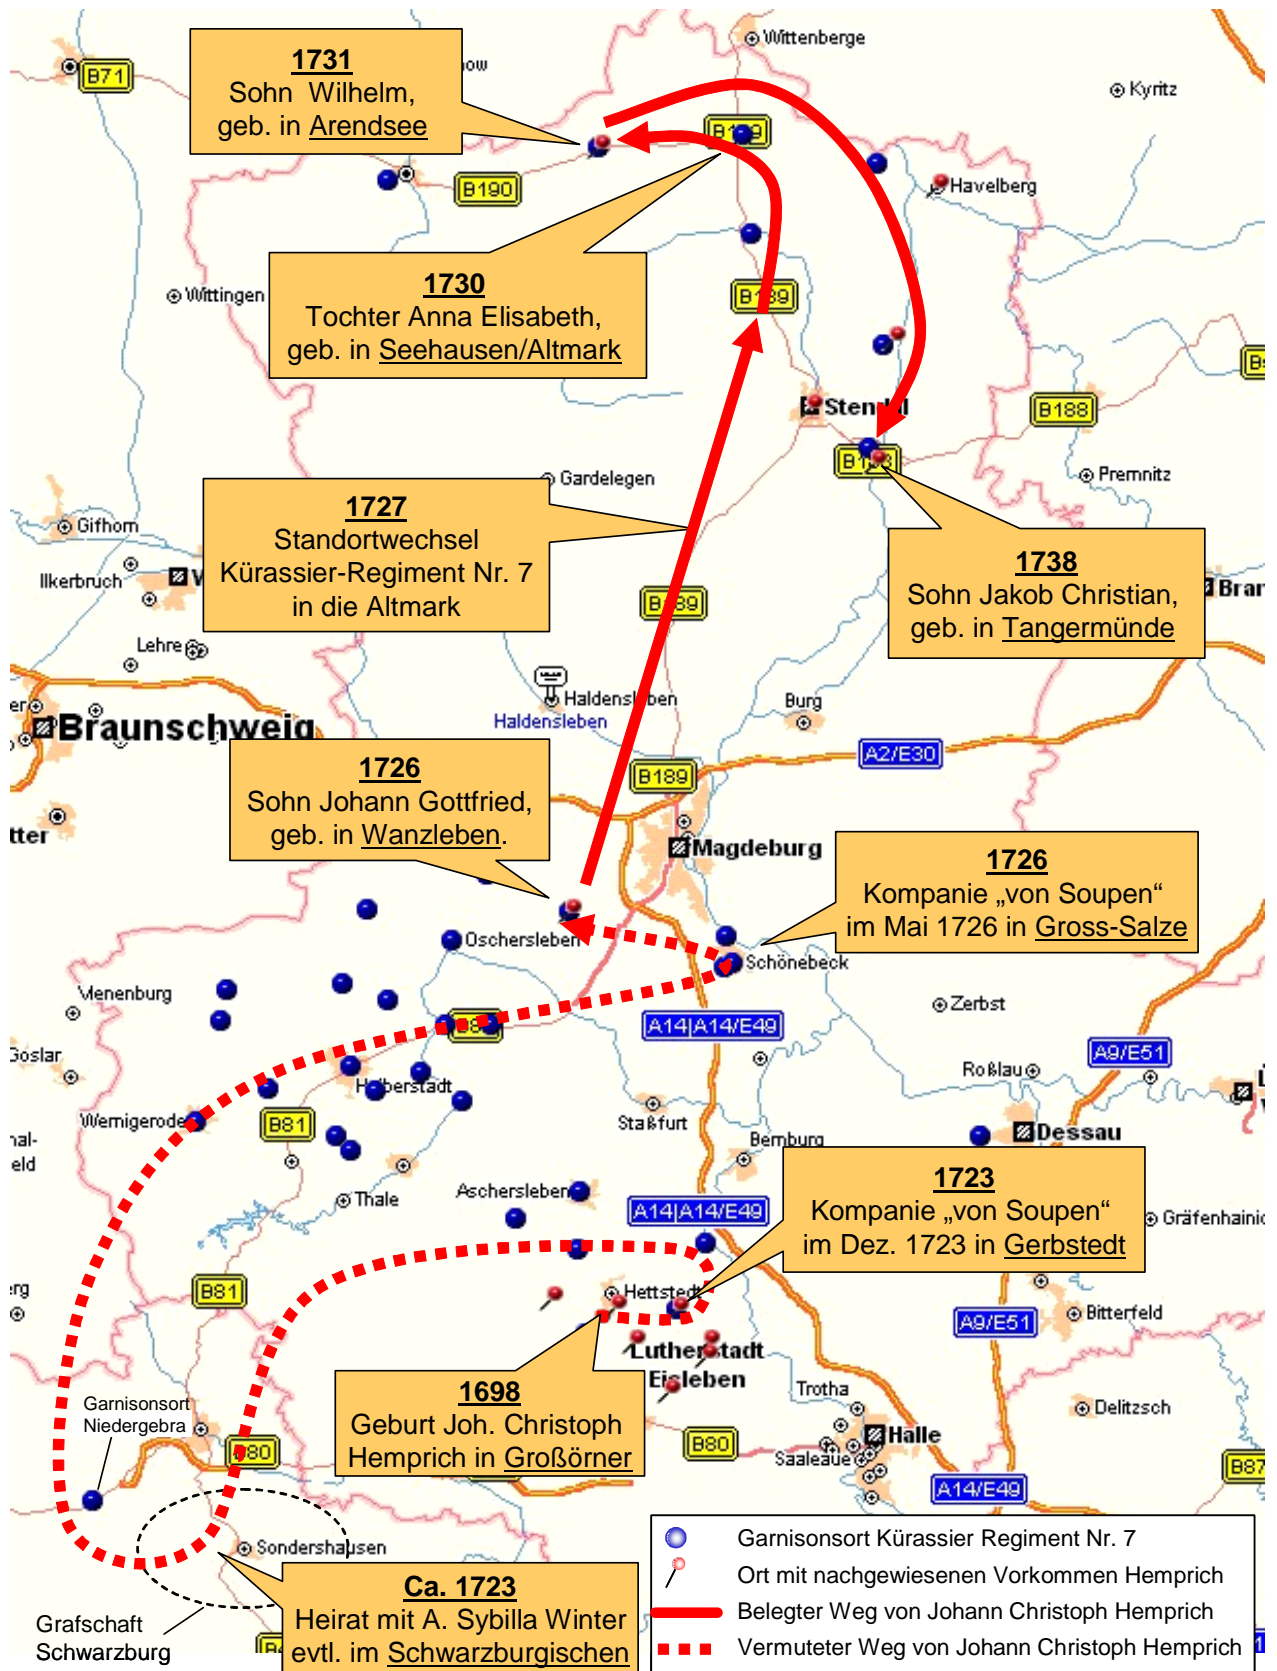 Wittenberge
B71
1731
Sohn Wilhelm,
geb. in Arendsee
ow
Kyritz
B190
Havelberg
Wittingen
1730
Tochter Anna Elisabeth,
geb. in Seehausen/Altmark
B189
Stendal
B188
Premnitz
Gardelegen
Gifhorn
1727
Standortwechsel
Kürassier-Regiment Nr. 7
in die Altmark
Ilkerbruch
1738
Sohn Jakob Christian,
geb. in Tangermünde
Bran
B189
Lehre
Haldensleben
Haldensleben
Burg
Braunschweig
A2/E30
B189
1726
Sohn Johann Gottfried,
geb. in Wanzleben.
tter
Magdeburg
1726
Kompanie „von Soupen“
im Mai 1726 in Gross-Salze
Oschersleben
Schönebeck
Vienenburg
Zerbst
A14|A14/E49
Goslar
A9/E51
Roßlau
Halberstadt
Wernigerode
B81
Staßfurt
Dessau
Bernburg
Thale
Aschersleben
A14|A14/E49
1723
Kompanie „von Soupen“
im Dez. 1723 in Gerbstedt
Gräfenhainic
B81
Hettstedt
Bitterfeld
A9/E51
Lutherstadt
Eisleben
1698
Geburt Joh. Christoph
Hemprich in Großörner
Trotha
Delitzsch
Garnisonsort
Niedergebra
B80
B80
Halle
Saaleaue
B87
A14/E49
Sondershausen
Grafschaft
Schwarzburg
Ca. 1723
Heirat mit A. Sybilla Winter
evtl. im Schwarzburgischen
Garnisonsort Kürassier Regiment Nr. 7
Ort mit nachgewiesenen Vorkommen Hemprich
Belegter Weg von Johann Christoph Hemprich
Vermuteter Weg von Johann Christoph Hemprich